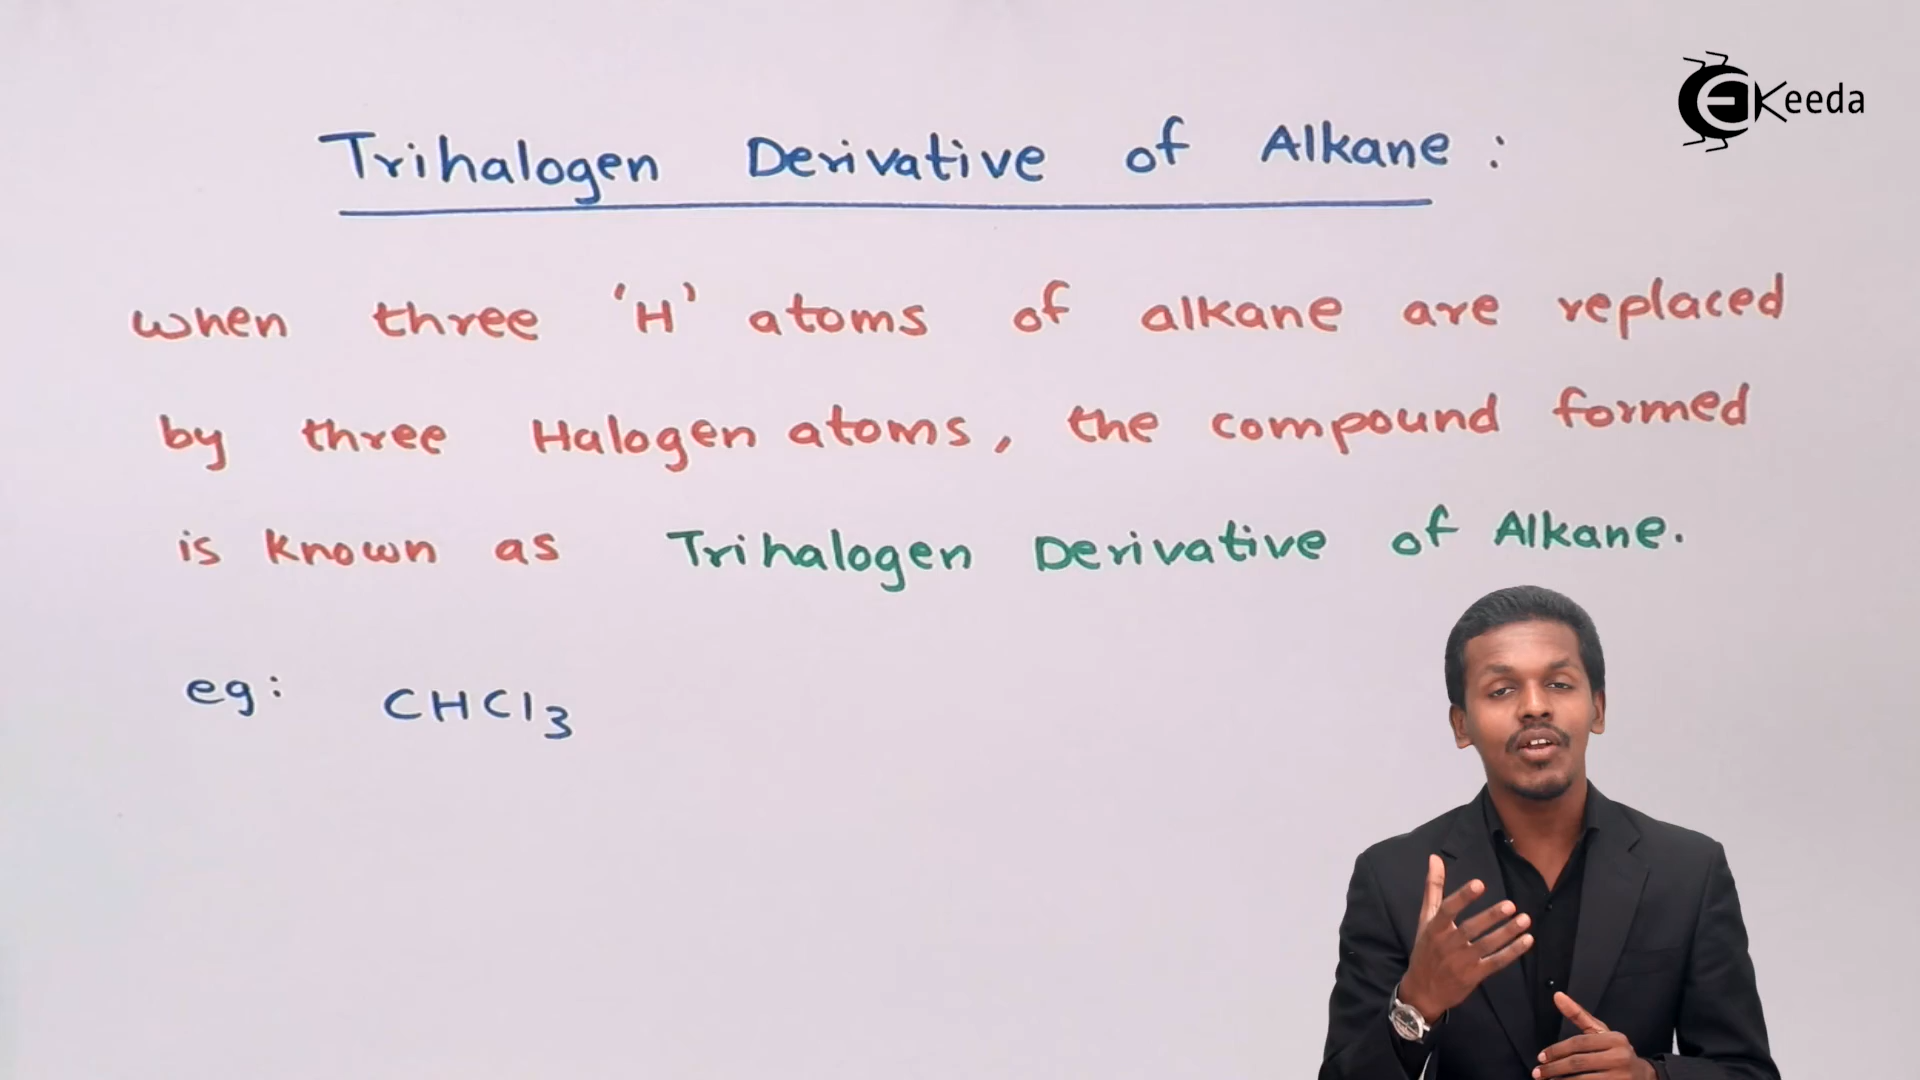 EKeeda
Trihalogen Derivative of Alkane :
when three 'H' atoms of alkane are replaced
by three Halogen atoms, the compound formed
is known as Trihalogen Derivative of Alkane.
eg: CHCl3